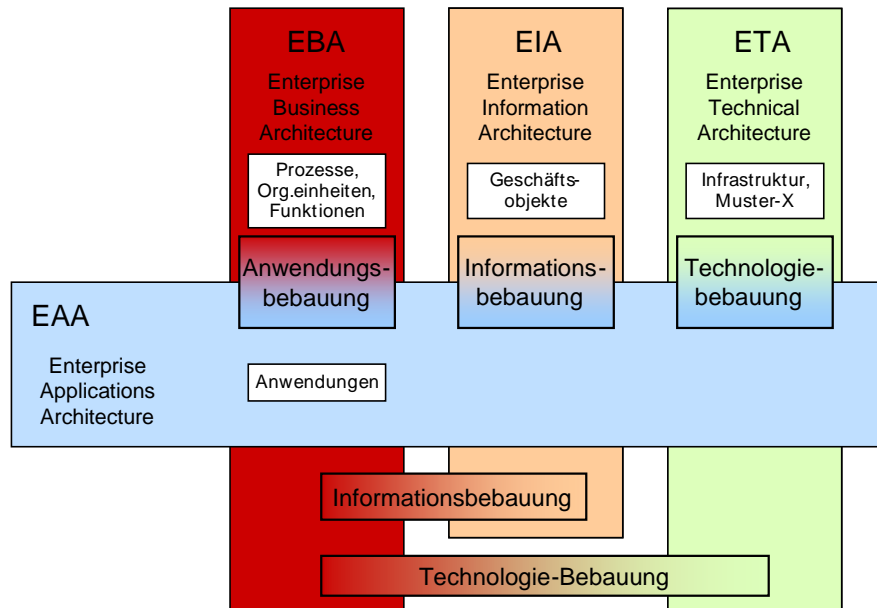 EBA
Enterprise
Business
Architecture
Prozesse,
Org.einheiten,
Funktionen
Anwendungs-
bebauung
EIA
Enterprise
Information
Architecture
Geschäfts-
objekte
Informations-
bebauung
ETA
Enterprise
Technical
Architecture
Infrastruktur,
Muster-X
Technologie-
bebauung
EAA
Enterprise
Applications
Architecture
Anwendungen
Informationsbebauung
Technologie-Bebauung